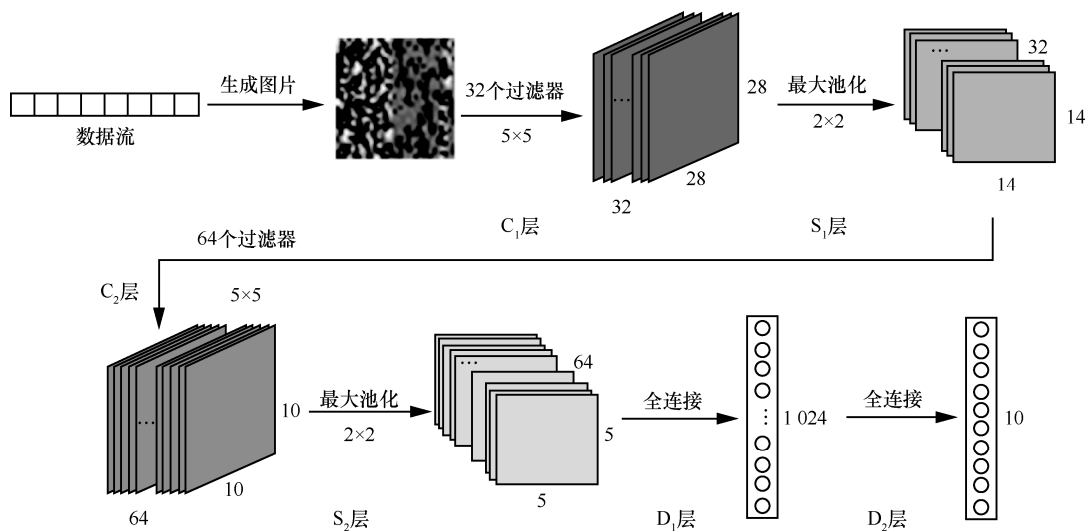 生成图片
数据流
32个过滤器
5×5
28
28
32
C₁层
最大池化
2×2
...
32
14
14
S₁层
64个过滤器
5×5
C₂层
...
10
10
64
最大池化
2×2
...
64
5
5
S₂层
全连接
...
1 024
D₁层
全连接
10
D₂层